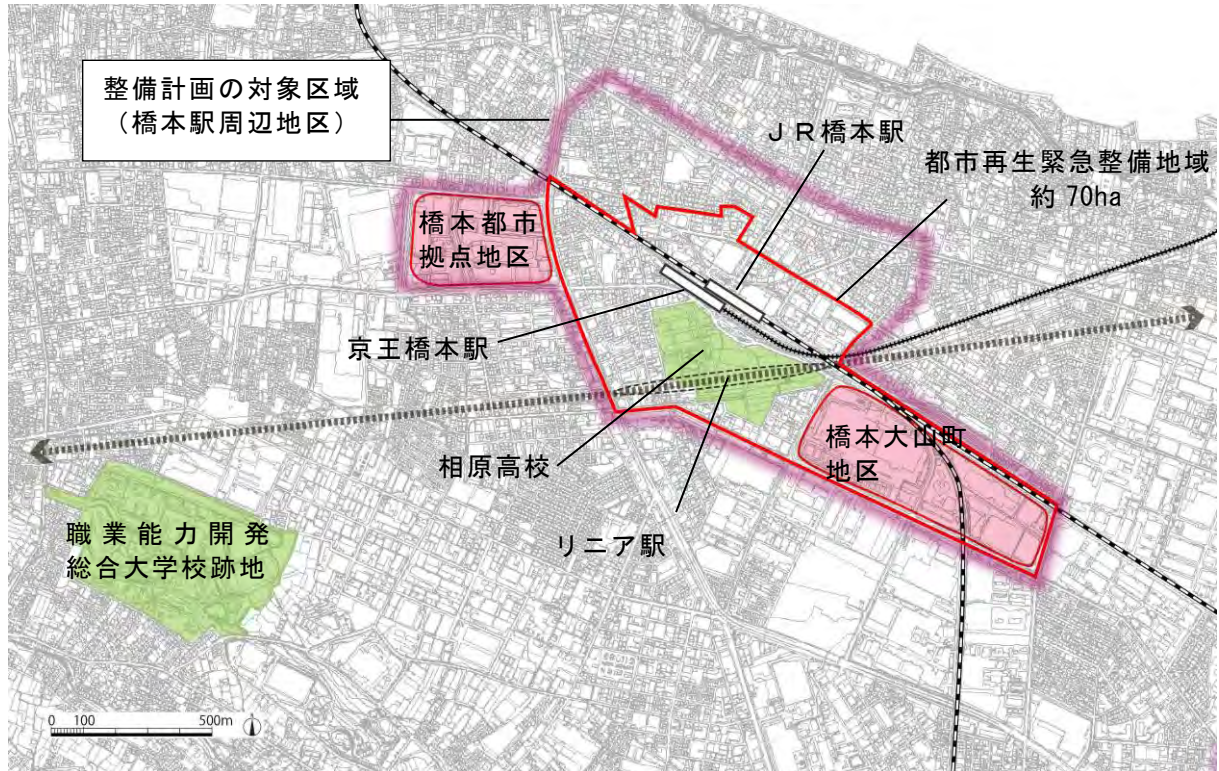 整備計画の対象区域
（橋本駅周辺地区）
ＪＲ橋本駅
都市再生緊急整備地域
約 70ha
橋本都市
拠点地区
京王橋本駅
相原高校
リニア駅
橋本大山町
地区
職業能力開発
総合大学校跡地
0 100 500m